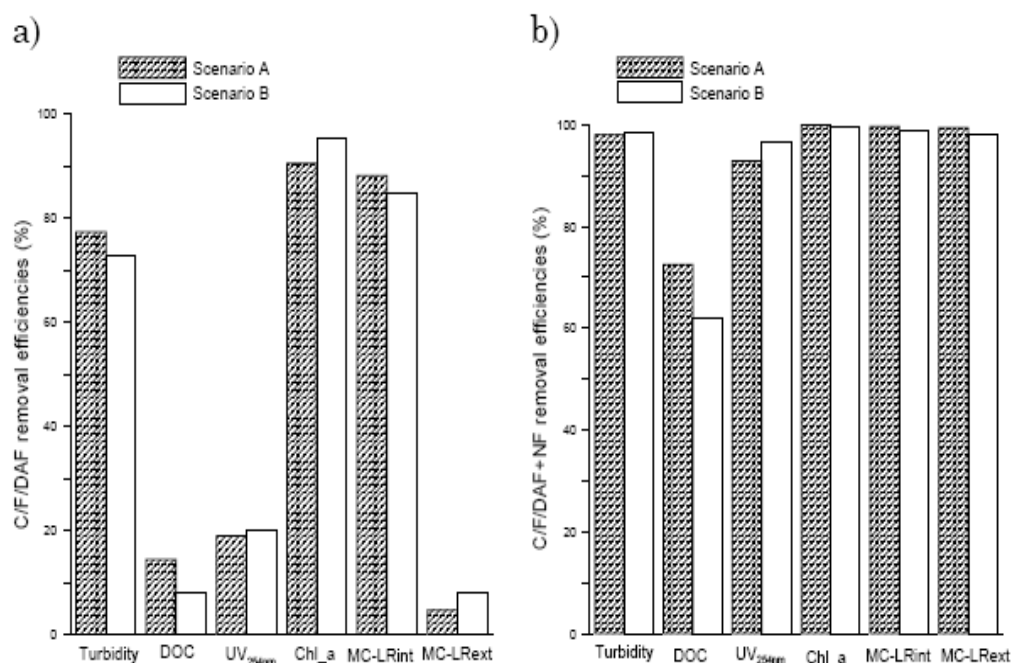 a)
Scenario A
Scenario B
C/F/DAF removal efficiencies (%)
100
80
60
40
20
0
Turbidity DOC UV254nm Chl_a MC-LRint MC-LRext
b)
Scenario A
Scenario B
C/F/DAF+NF removal efficiencies (%)
100
80
60
40
20
0
Turbidity DOC UV254nm Chl_a MC-LRint MC-LRext